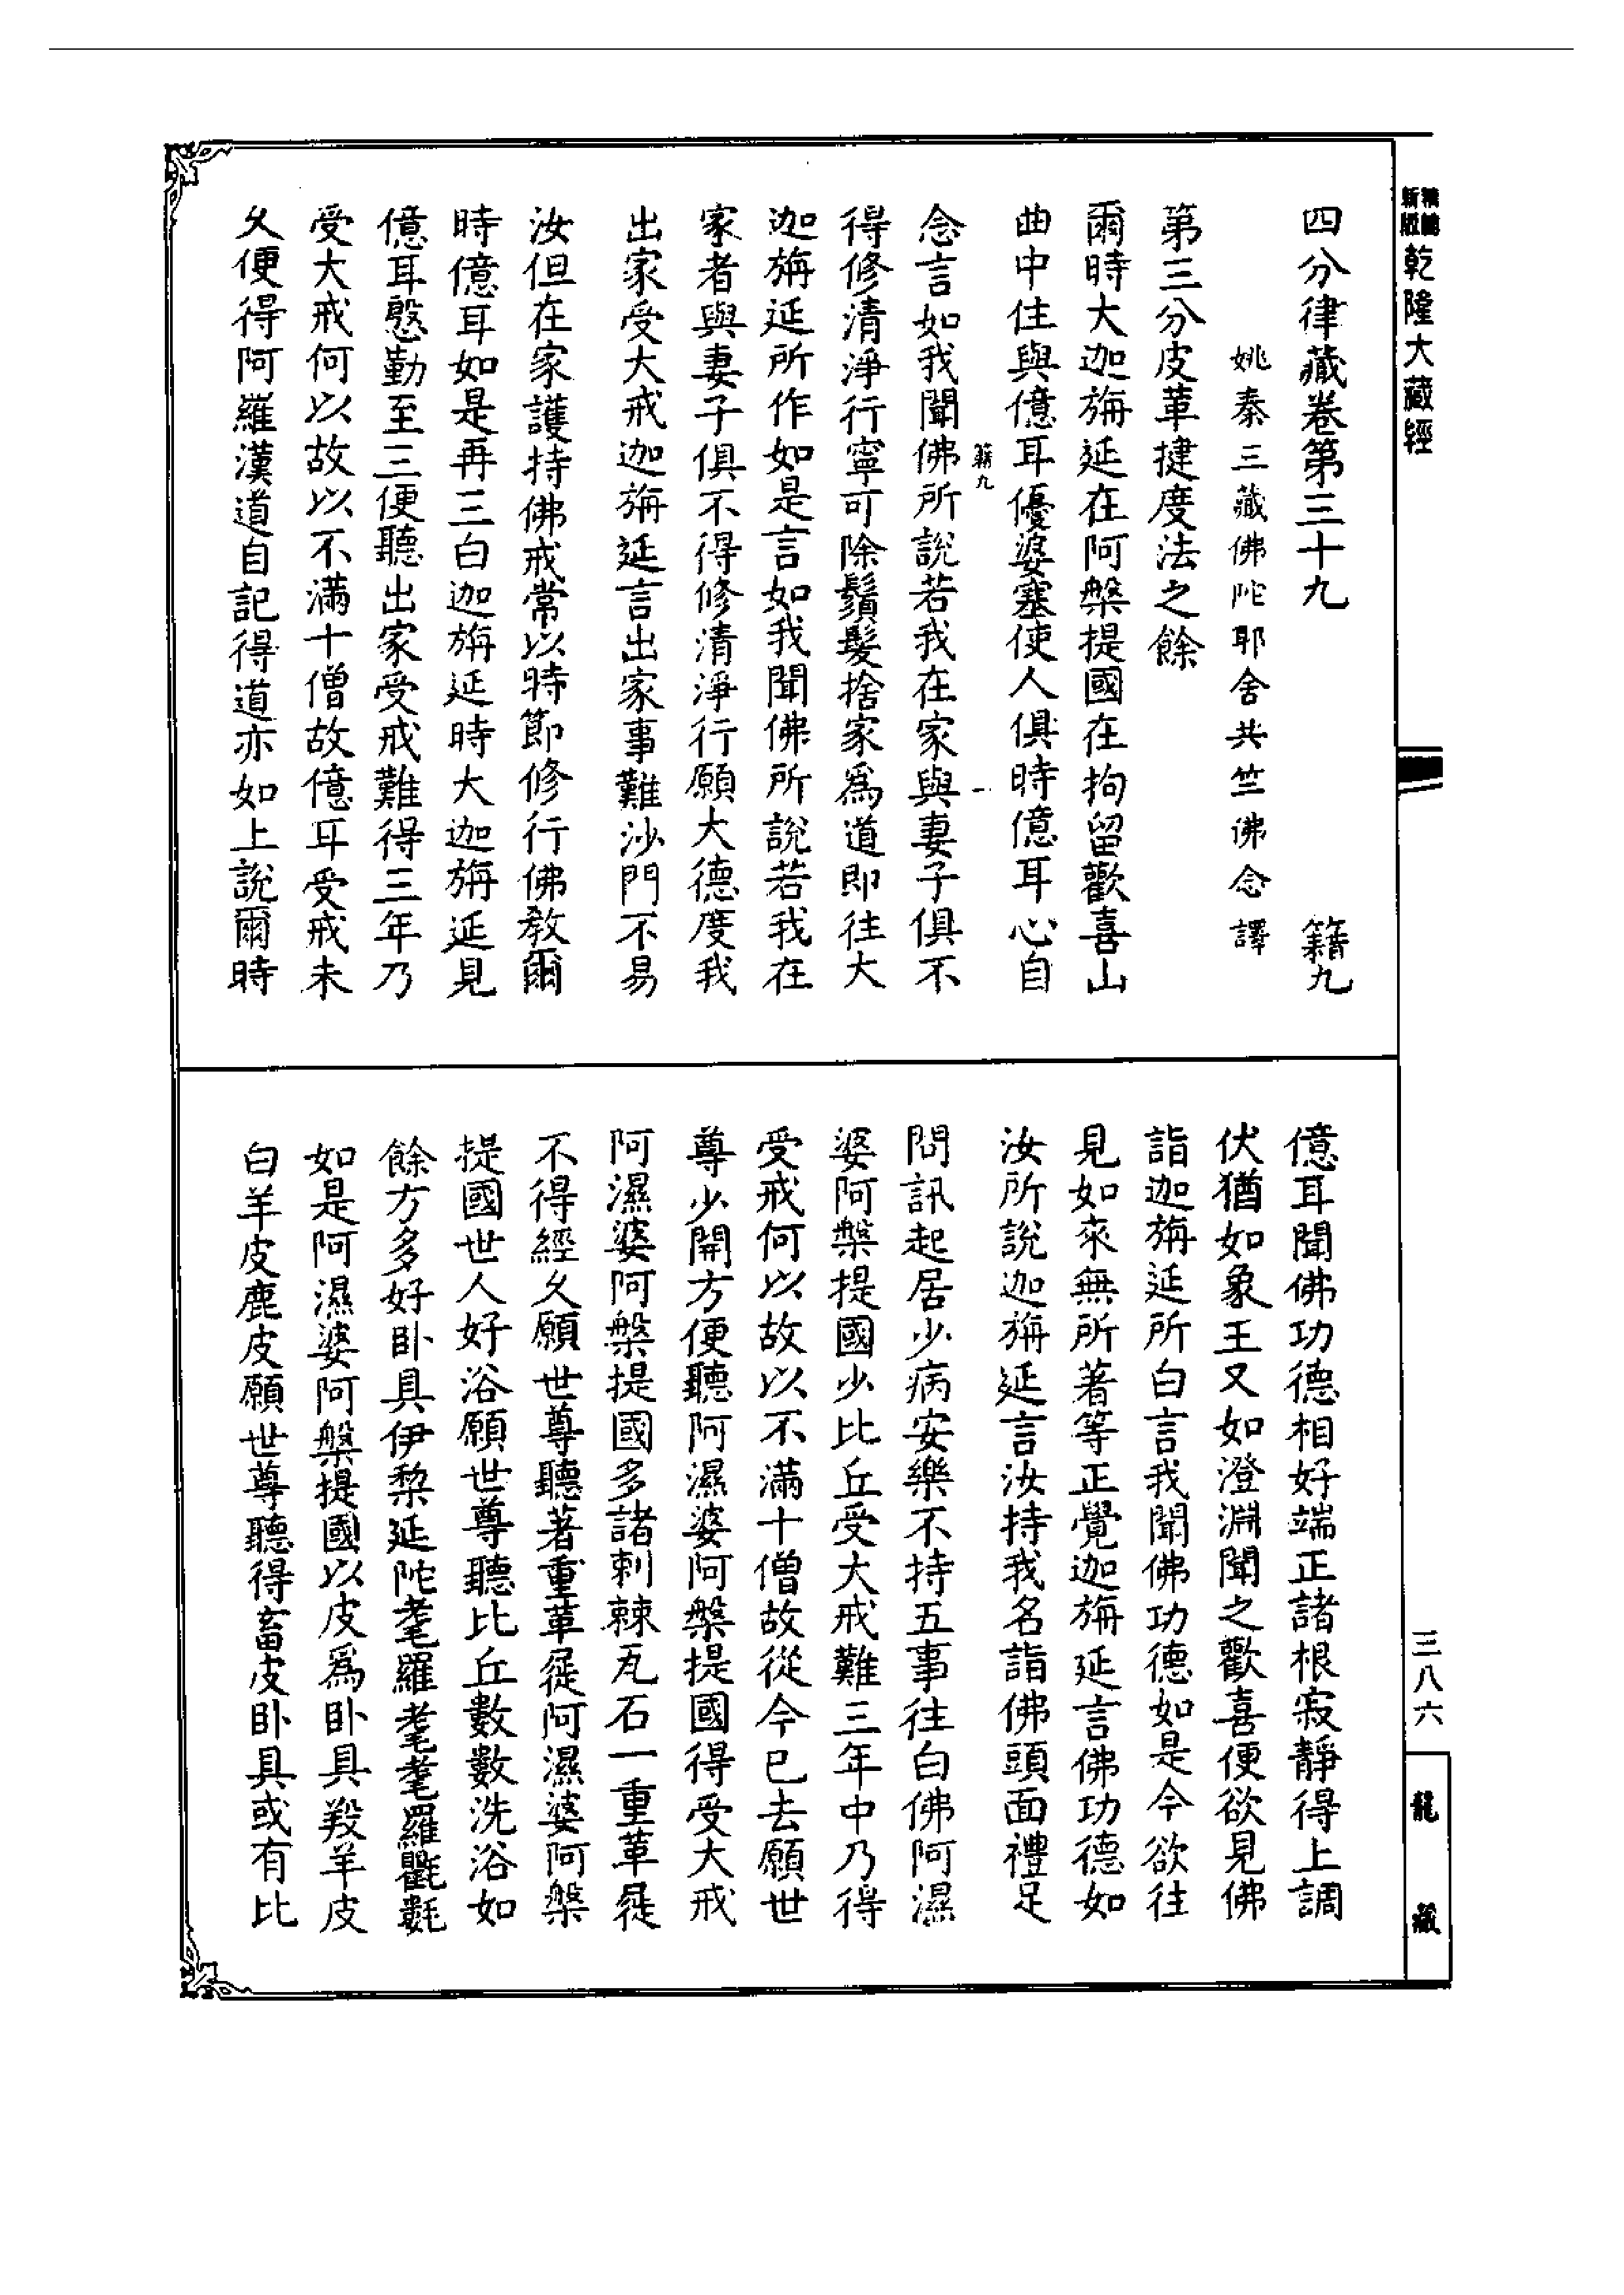 新版精編
乾隆大藏經
四分律藏卷第三十九　籍九
姚秦三藏佛陀耶舍共竺佛念譯
第三分皮革揵度法之餘
爾時大迦旃延在阿槃提國在拘留歡喜山
曲中住與億耳優婆塞使人俱時億耳心自
籍九　一
念言如我聞佛所說若我在家與妻子俱不
得修清淨行寧可除鬚髮捨家爲道即往大
迦旃延所作如是言如我聞佛所說若我在
家者與妻子俱不得修清淨行願大德度我
出家受大戒迦旃延言出家事難沙門不易
汝但在家護持佛戒常以時節修行佛教爾
時億耳如是再三白迦旃延時大迦旃延見
億耳慇勤至三便聽出家受戒難得三年乃
受大戒何以故以不滿十僧故億耳受戒未
久便得阿羅漢道自記得道亦如上說爾時
億耳聞佛功德相好端正諸根寂靜得上調
伏猶如象王又如澄淵聞之歡喜便欲見佛
詣迦旃延所白言我聞佛功德如是今欲往
見如來無所著等正覺迦旃延言佛功德如
汝所說迦旃延言汝持我名詣佛頭面禮足
問訊起居少病安樂不持五事往白佛阿濕
婆阿槃提國少比丘受大戒難三年中乃得
受戒何以故以不滿十僧故從今已去願世
尊少開方便聽阿濕婆阿槃提國得受大戒
阿濕婆阿槃提國多諸刺棘瓦石一重革屣
不得經久願世尊聽著重革屣阿濕婆阿槃
提國世人好浴願世尊聽比丘數數洗浴如
餘方多好卧具伊棃延陀耄羅耄耄羅氍氀
如是阿濕婆阿槃提國以皮爲卧具羖羊皮
白羊皮鹿皮願世尊聽得畜皮卧具或有比
三八六
龍藏